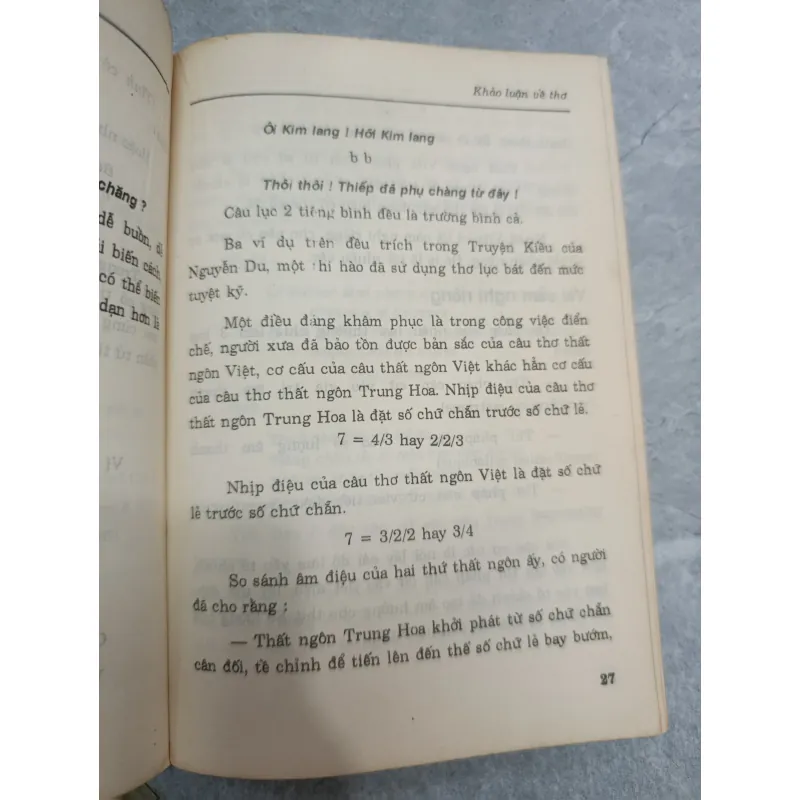 chăng ?
dễ buồn, dễ
i biến cách,
có thể biến
dạn hơn là
Khảo luận về thơ
Ôi Kim lang ! Hỡi Kim lang
b b
Thôi thôi ! Thiếp đã phụ chàng từ đây !
Câu lục 2 tiếng bình đều là trường bình cả.
Ba ví dụ trên đều trích trong Truyện Kiều của
Nguyễn Du, một thi hào đã sử dụng thơ lục bát đến mức
tuyệt kỹ.
Một điều đáng khâm phục là trong công việc điển
chế, người xưa đã bảo tồn được bản sắc của câu thơ thất
ngôn Việt, cơ cấu của câu thất ngôn Việt khác hẳn cơ cấu
của câu thơ thất ngôn Trung Hoa. Nhịp điệu của câu thơ
thất ngôn Trung Hoa là đặt số chữ chẵn trước số chữ lẻ.
7 = 4/3 hay 2/2/3
Nhịp điệu của câu thơ thất ngôn Việt là đặt số chữ
lẻ trước số chữ chẵn.
7 = 3/2/2 hay 3/4
So sánh âm điệu của hai thứ thất ngôn ấy, có người
đã cho rằng :
— Thất ngôn Trung Hoa khởi phát từ số chữ chẵn
cân đối, tề chỉnh để tiến lên đến thế số chữ lẻ bay bướm,
27